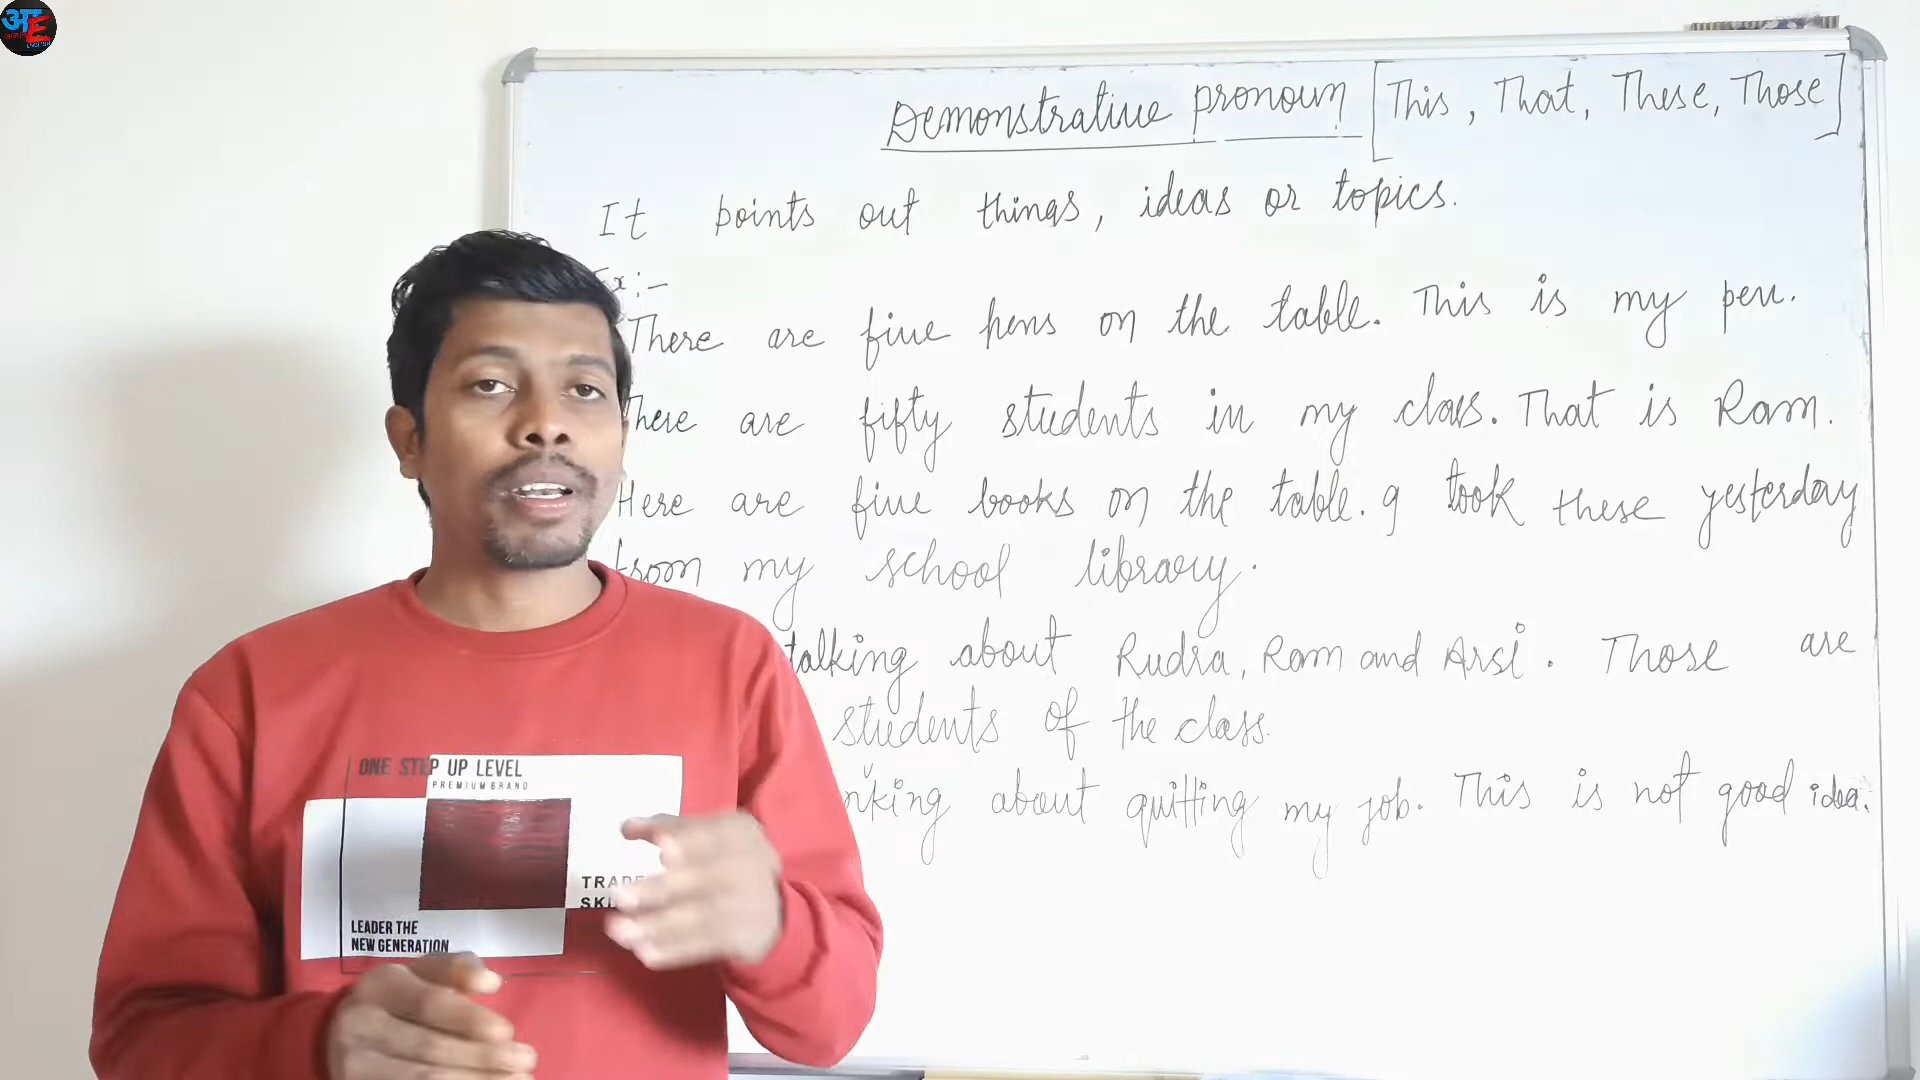 Demonstrative pronoun [This, That, These, Those]
It points out things, ideas or topics.
Ex:-
There are five pens on the table. This is my pen.
There are fifty students in my class. That is Ram.
Here are five books on the table. I took these yesterday
from my school library.
talking about Rudra, Ram and Arsi. Those are
students of the class.
about quitting my job. This is not good idea.
ONE STEP UP LEVEL
PREMIUM BRAND
LEADER THE
NEW GENERATION
अE
ENGLISH